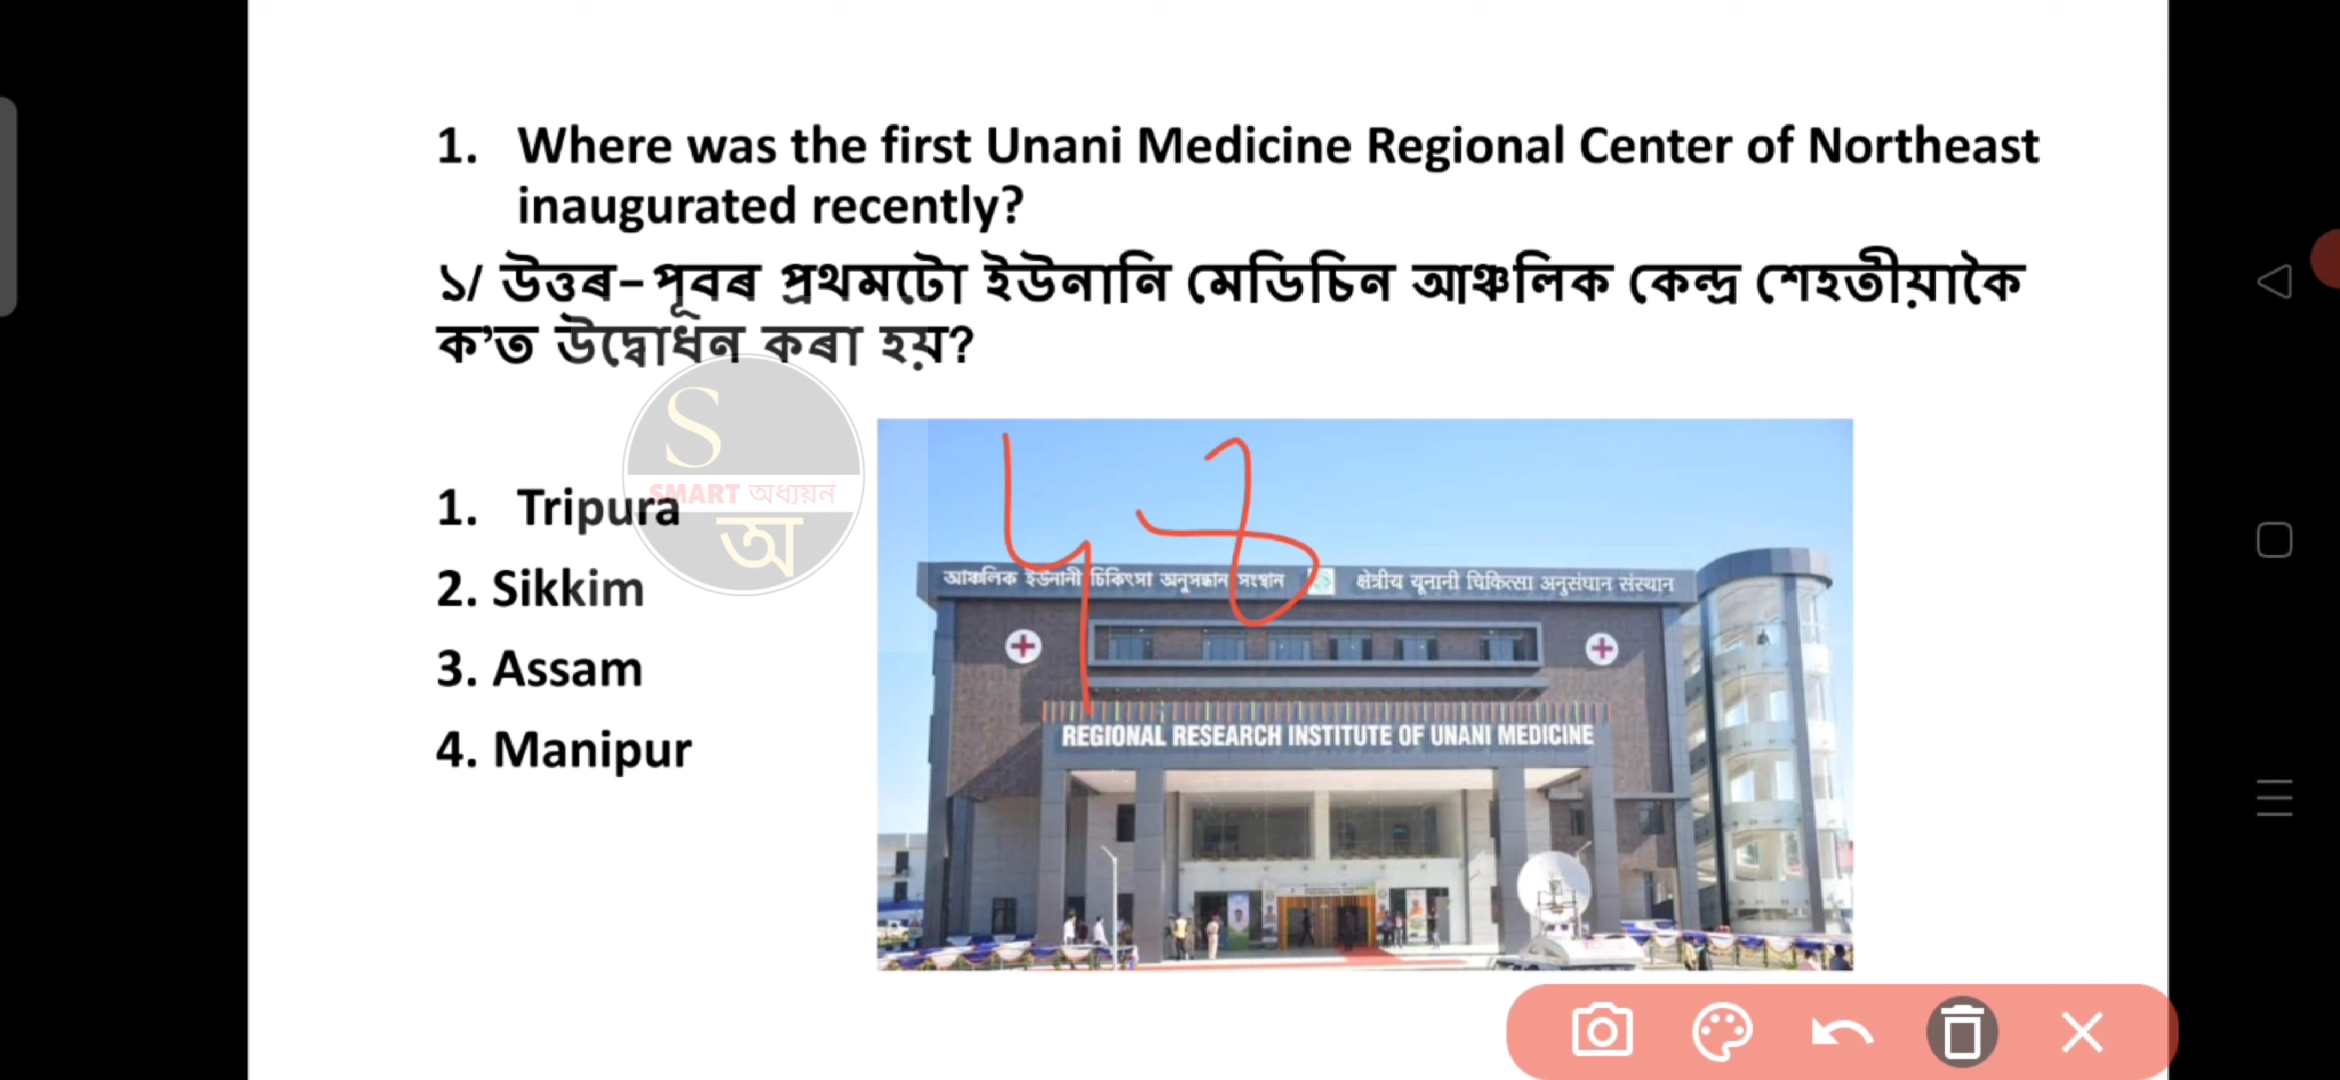 1. Where was the first Unani Medicine Regional Center of Northeast
inaugurated recently?
১/ উত্তৰ-পূবৰ প্ৰথমটো ইউনানি মেডিচিন আঞ্চলিক কেন্দ্ৰ শেহতীয়াকৈ
ক'ত উদ্বোধন কৰা হয়?
S
SMART অধ্যয়ন
অ
1. Tripura
2. Sikkim
3. Assam
4. Manipur
আঞ্চলিক ইউনানী চিকিৎসা অনুসন্ধান সংস্থান क्षेत्रीय यूनानी चिकित्सा अनुसंधान संस्थान
REGIONAL RESEARCH INSTITUTE OF UNANI MEDICINE